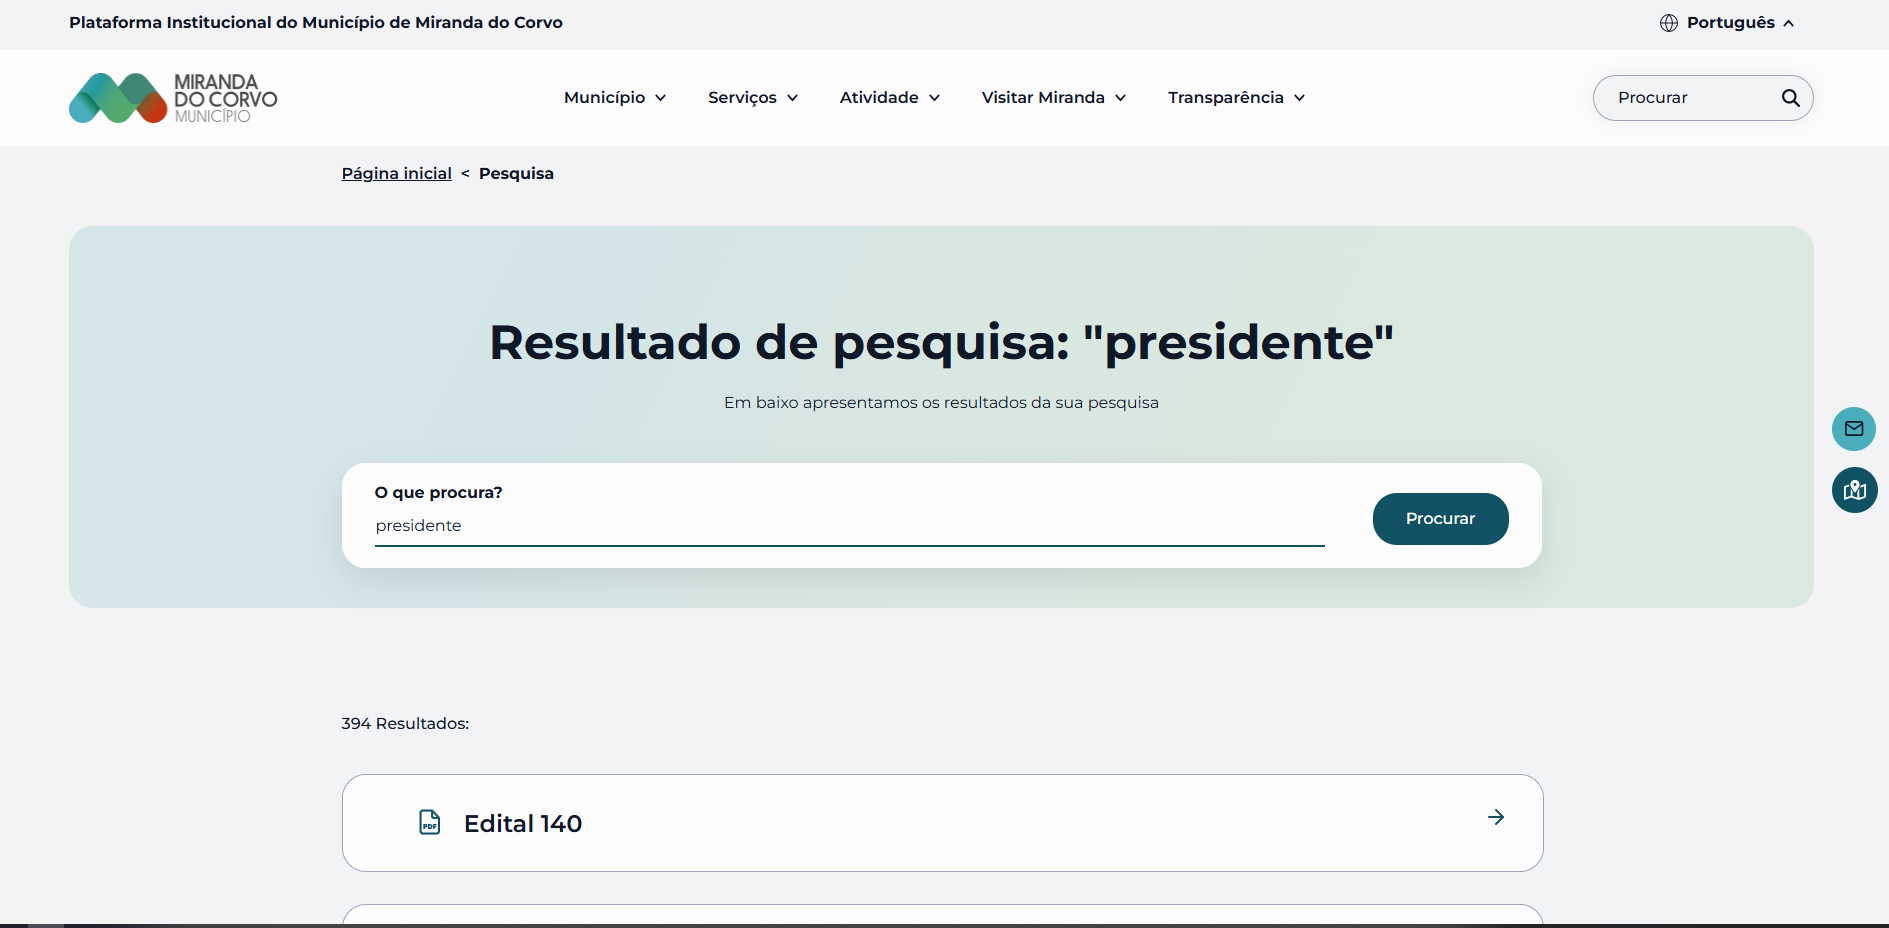 Plataforma Institucional do Município de Miranda do Corvo
Português
MIRANDA
DO CORVO
MUNICÍPIO
Município
Serviços
Atividade
Visitar Miranda
Transparência
Procurar
Página inicial < Pesquisa
Resultado de pesquisa: "presidente"
Em baixo apresentamos os resultados da sua pesquisa
O que procura?
presidente
Procurar
394 Resultados:
PDF
Edital 140